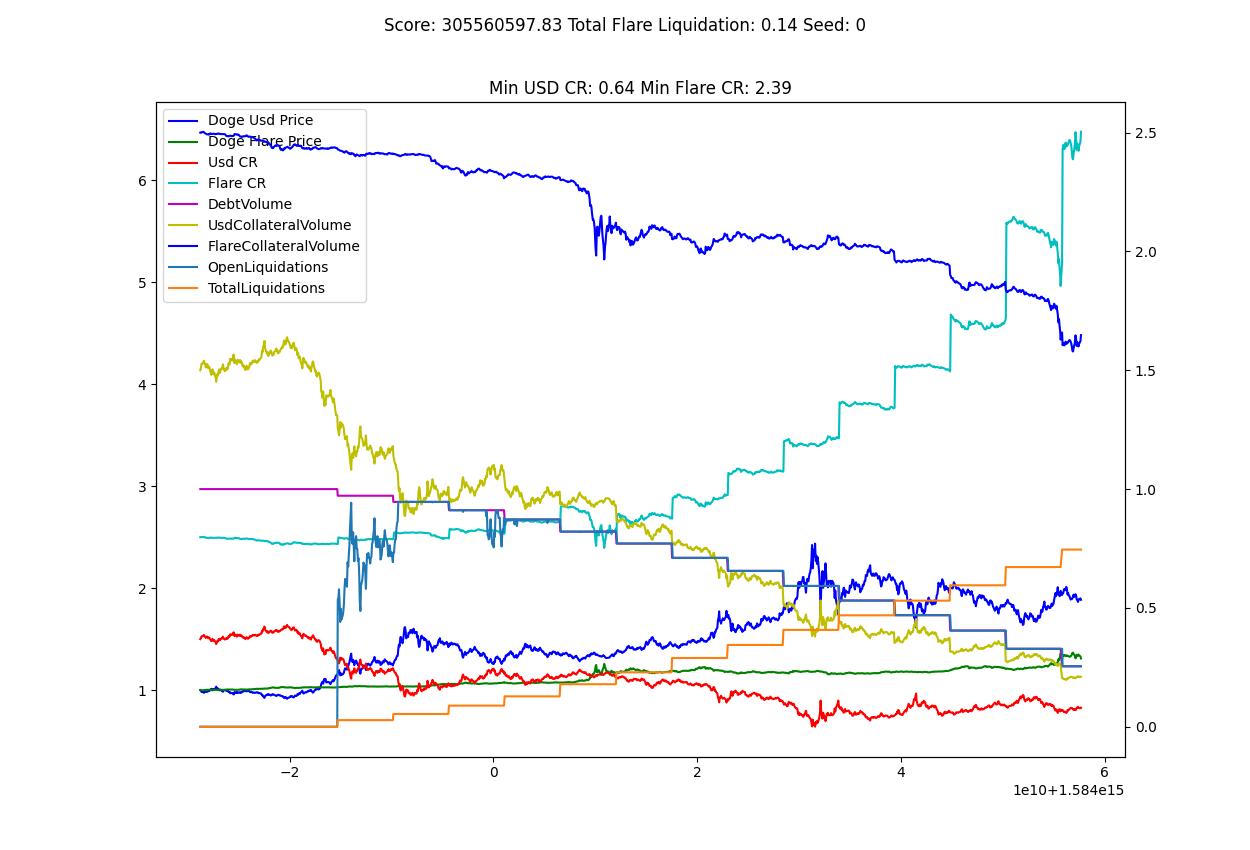 Score: 305560597.83 Total Flare Liquidation: 0.14 Seed: 0
Min USD CR: 0.64 Min Flare CR: 2.39
Doge Usd Price
Doge Flare Price
Usd CR
Flare CR
DebtVolume
UsdCollateralVolume
FlareCollateralVolume
OpenLiquidations
TotalLiquidations
6
5
4
3
2
1
2.5
2.0
1.5
1.0
0.5
0.0
−2
0
2
4
6
1e10+1.584e15